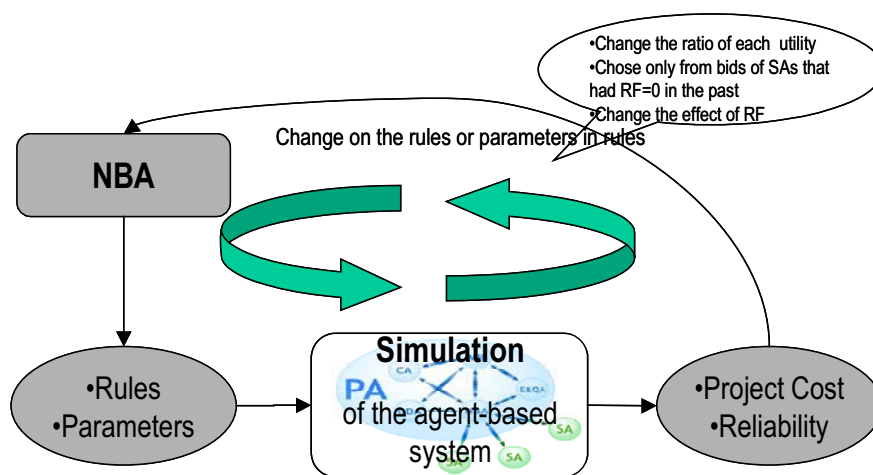 •Change the ratio of each utility
•Chose only from bids of SAs that
had RF=0 in the past
•Change the effect of RF
Change on the rules or parameters in rules
NBA
Simulation
of the agent-based
system
PA
CA
SA
SA
SA
•Rules
•Parameters
•Project Cost
•Reliability